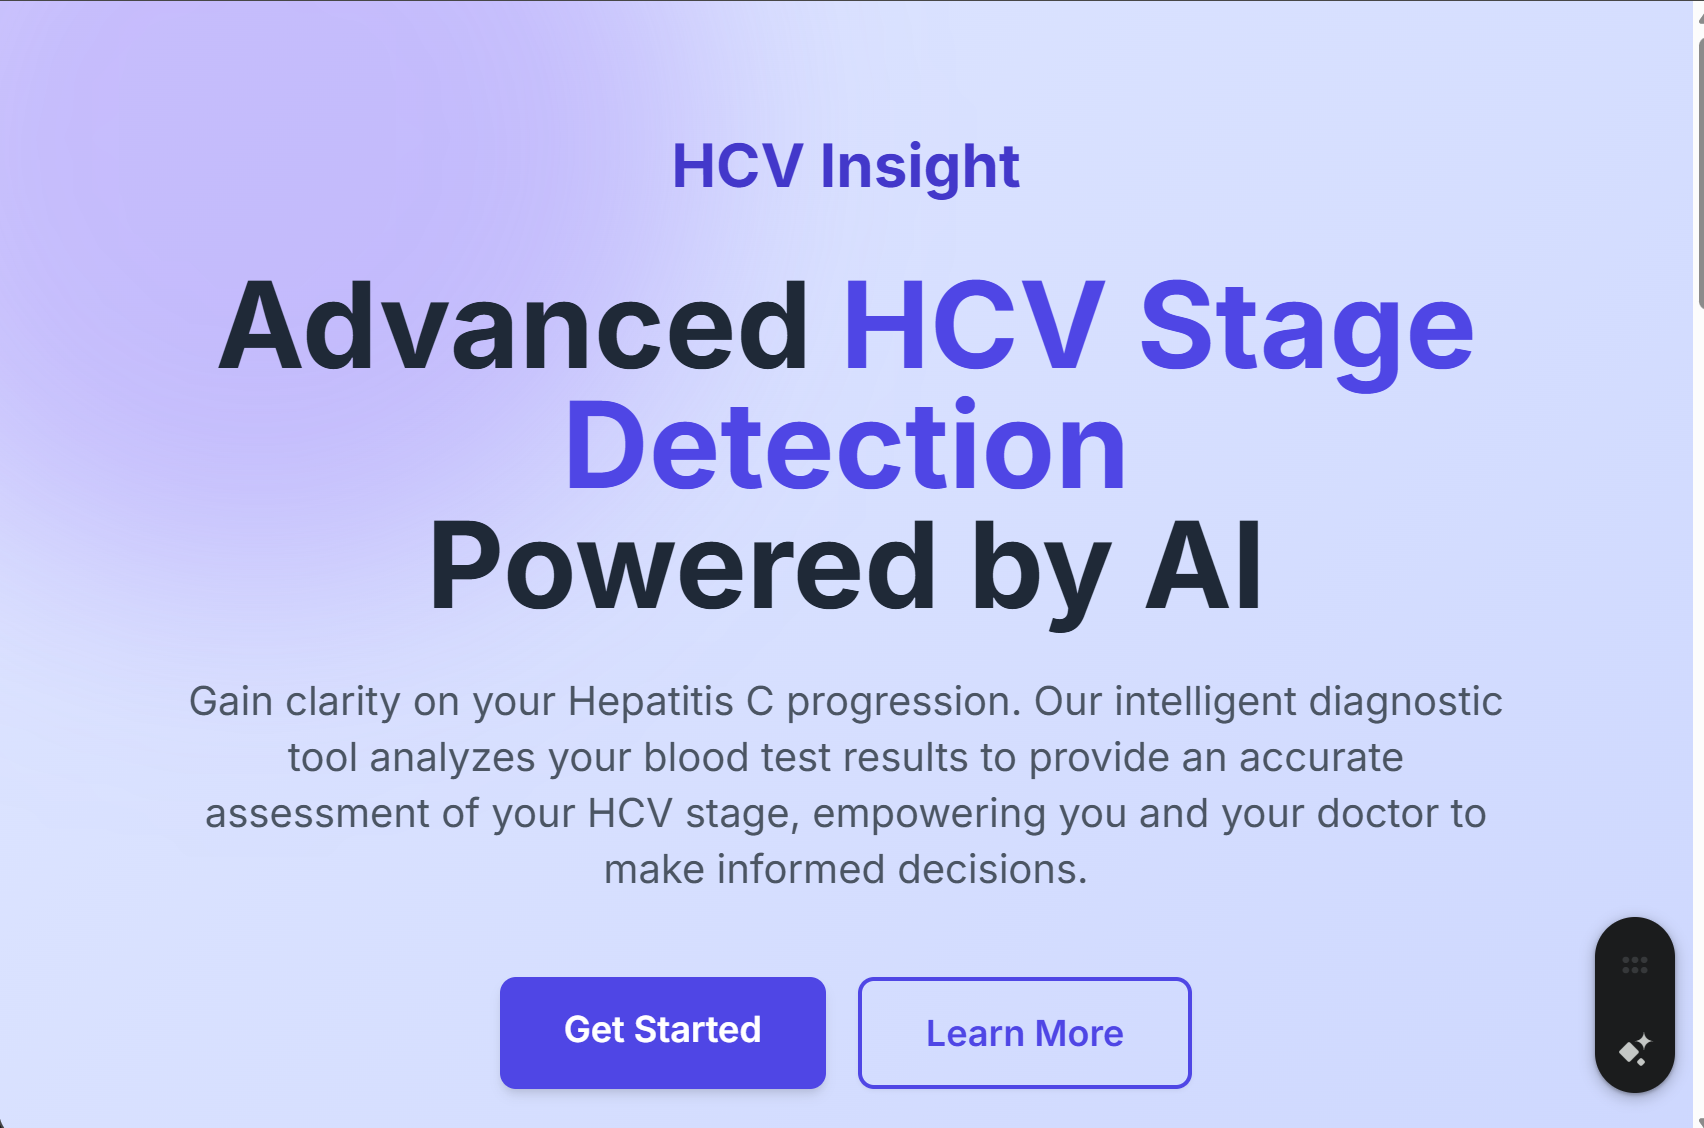 HCV Insight
Advanced HCV Stage
Detection
Powered by AI
Gain clarity on your Hepatitis C progression. Our intelligent diagnostic
tool analyzes your blood test results to provide an accurate
assessment of your HCV stage, empowering you and your doctor to
make informed decisions.
Get Started
Learn More